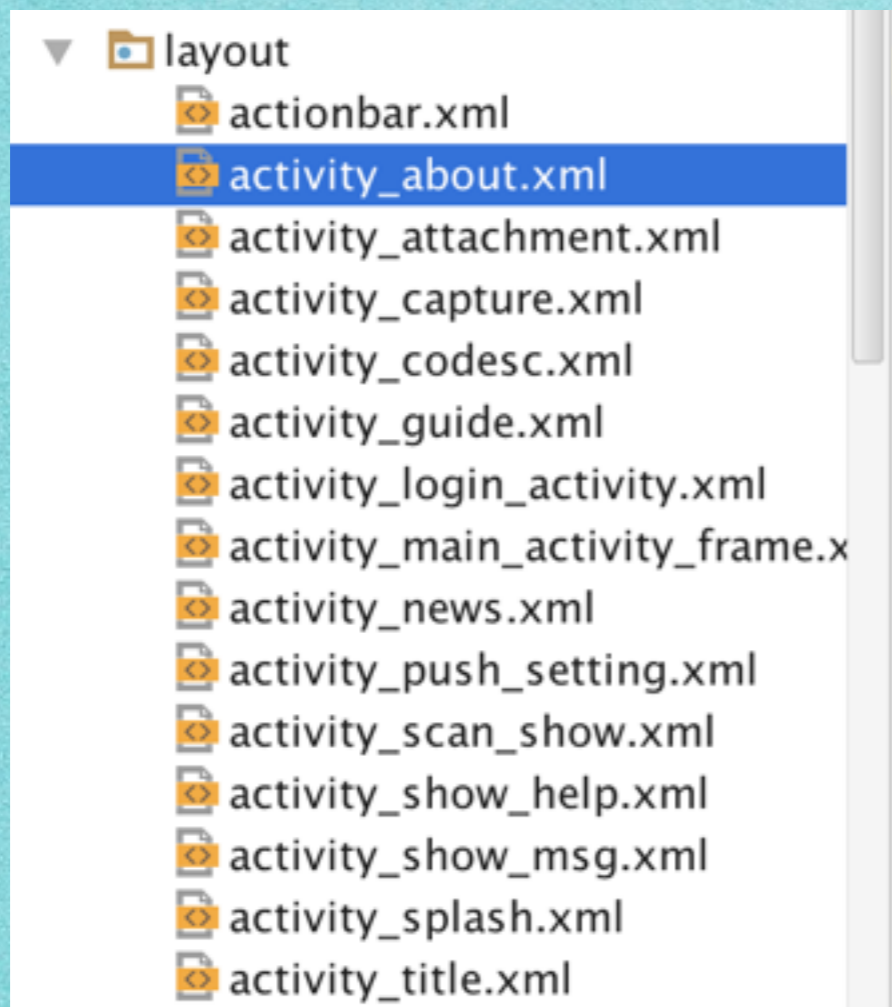 layout
actionbar.xml
activity_about.xml
activity_attachment.xml
activity_capture.xml
activity_codesc.xml
activity_guide.xml
activity_login_activity.xml
activity_main_activity_frame.x
activity_news.xml
activity_push_setting.xml
activity_scan_show.xml
activity_show_help.xml
activity_show_msg.xml
activity_splash.xml
activity_title.xml